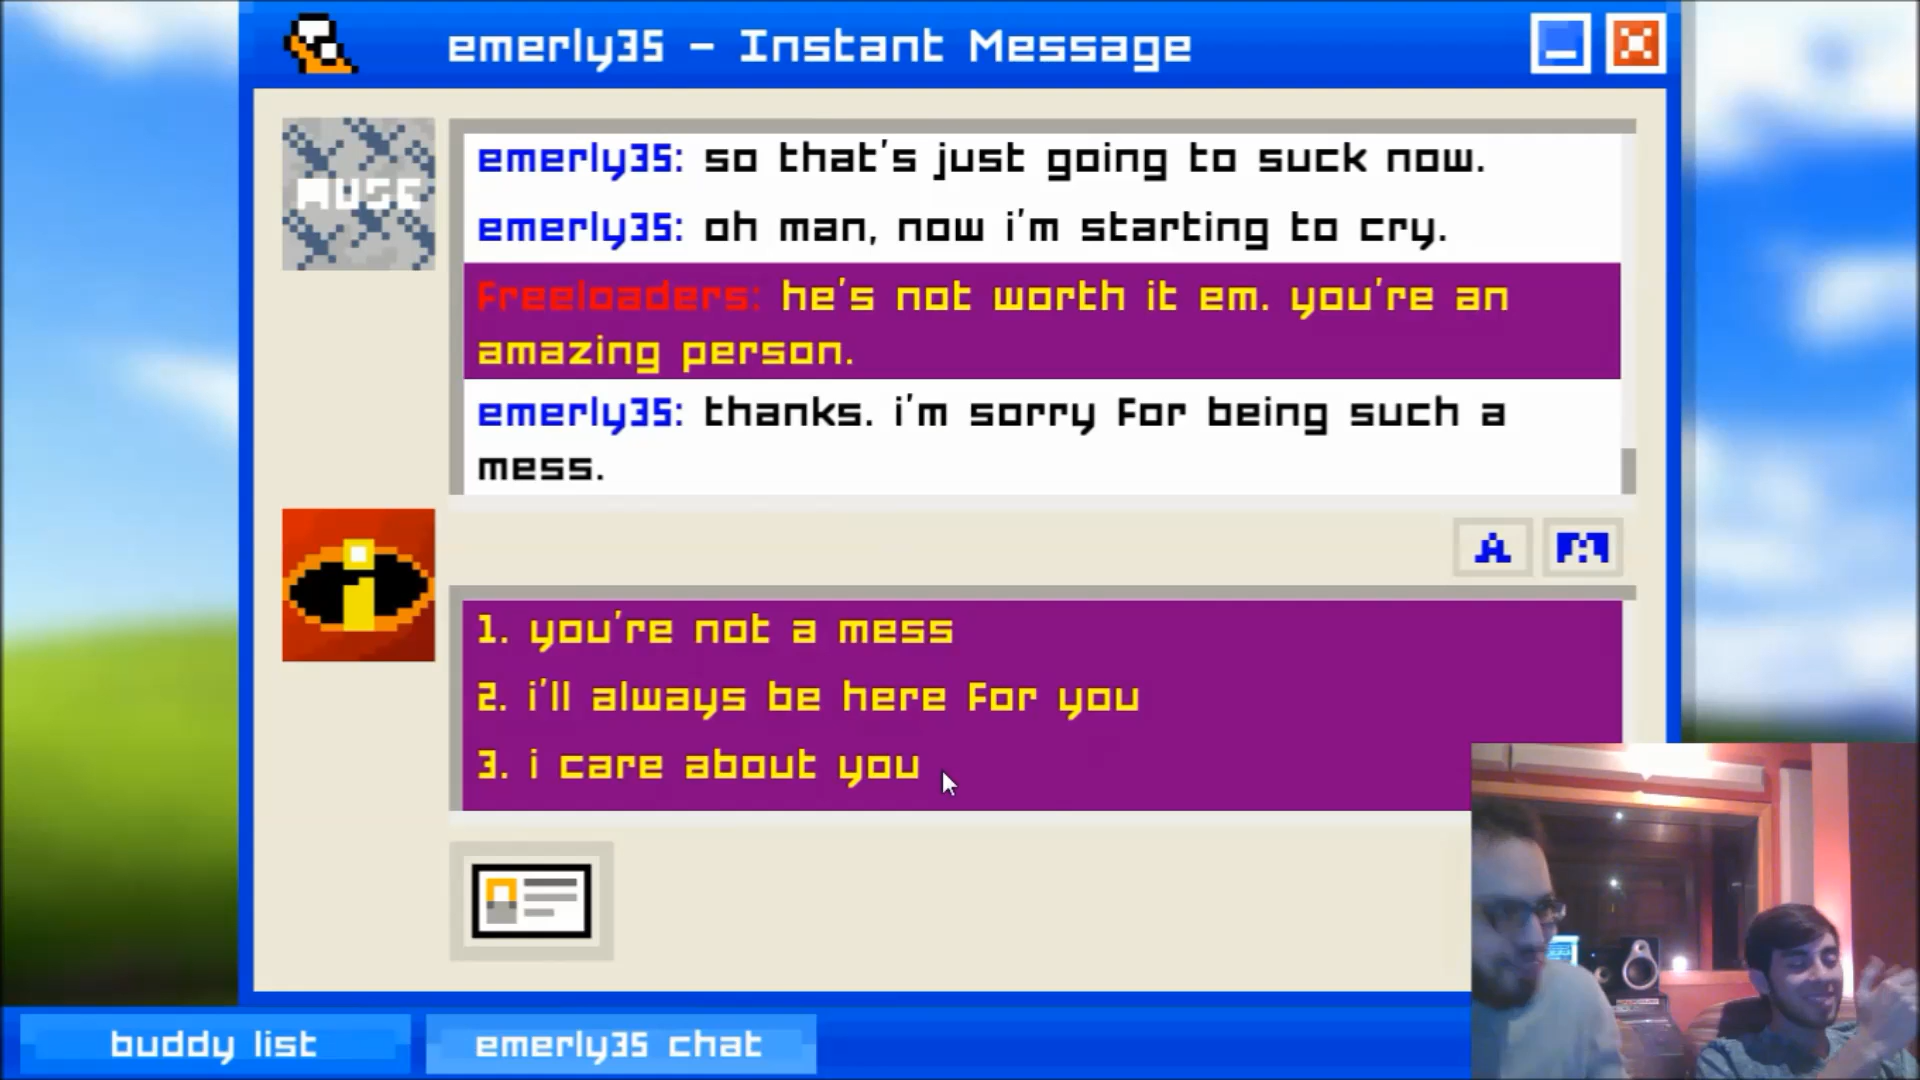 emerly35 - Instant Message
MUSE
emerly35: so that's just going to suck now.
emerly35: oh man, now i'm starting to cry.
Freeloaders: he's not worth it em. you're an
amazing person.
emerly35: thanks. i'm sorry for being such a
mess.
i
A
1. you're not a mess
2. i'll always be here for you
3. i care about you
buddy list
emerly35 chat